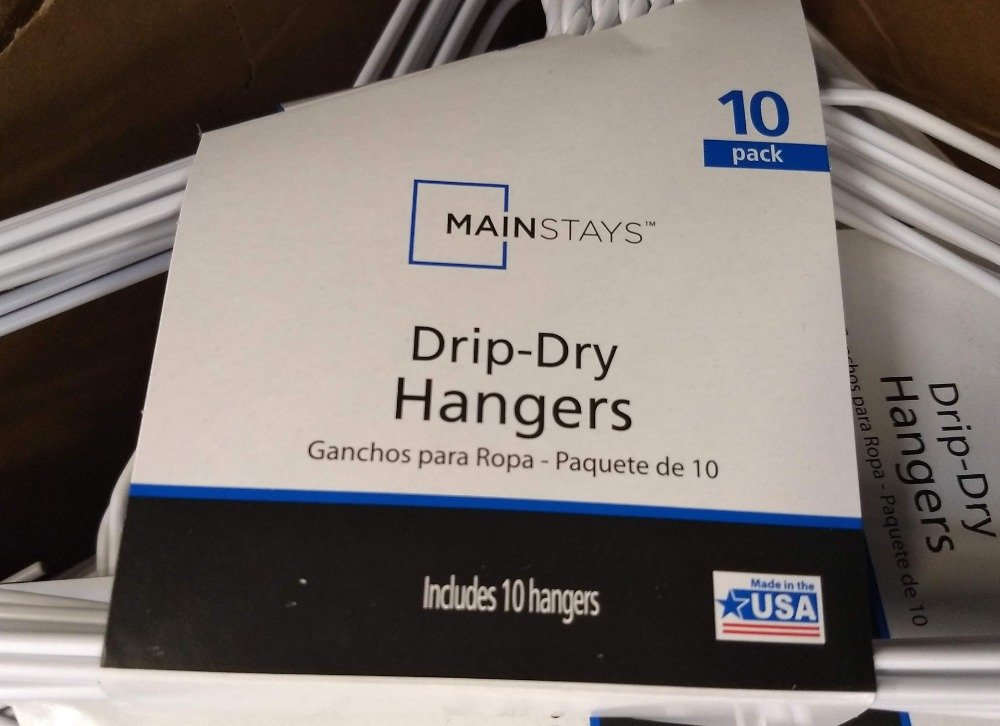 10
pack
MAINSTAYS™
Drip-Dry
Hangers
Ganchos para Ropa - Paquete de 10
Includes 10 hangers
Made in the
USA
Drip-Dry
Hangers
para Ropa - Paquete de 10